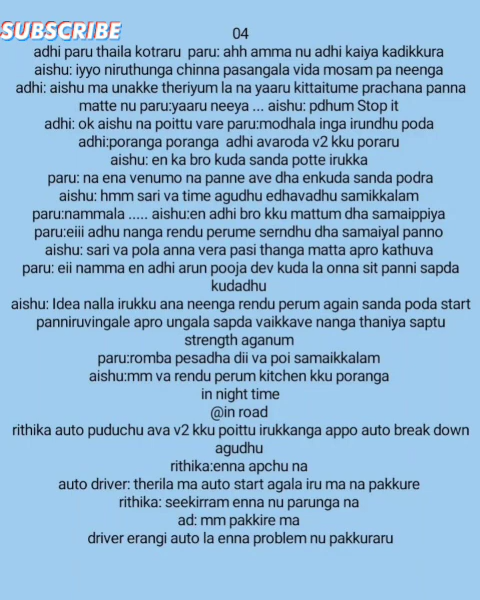 SUBSCRIBE
04
adhi paru thaila kotraru paru: ahh amma nu adhi kaiya kadikkura
aishu: iyyo niruthunga chinna pasangala vida mosam pa neenga
adhi: aishu ma unakke theriyum la na yaaru kittaitume prachana panna
matte nu paru:yaaru neeya ... aishu: pdhum Stop it
adhi: ok aishu na poittu vare paru:modhala inga irundhu poda
adhi:poranga poranga adhi avaroda v2 kku poraru
aishu: en ka bro kuda sanda potte irukka
paru: na ena venumo na panne ave dha enkuda sanda podra
aishu: hmm sari va time agudhu edhavadhu samikkalam
paru:nammala ..... aishu:en adhi bro kku mattum dha samaippiya
paru:eiii adhu nanga rendu perume serndhu dha samaiyal panno
aishu: sari va pola anna vera pasi thanga matta apro kathuva
paru: eii namma en adhi arun pooja dev kuda la onna sit panni sapda
kudadhu
aishu: Idea nalla irukku ana neenga rendu perum again sanda poda start
panniruvingale apro ungala sapda vaikkave nanga thaniya saptu
strength aganum
paru:romba pesadha dii va poi samaikkalam
aishu:mm va rendu perum kitchen kku poranga
in night time
@in road
rithika auto puduchu ava v2 kku poittu irukkanga appo auto break down
agudhu
rithika:enna apchu na
auto driver: therila ma auto start agala iru ma na pakkure
rithika: seekirram enna nu parunga na
ad: mm pakkire ma
driver erangi auto la enna problem nu pakkuraru